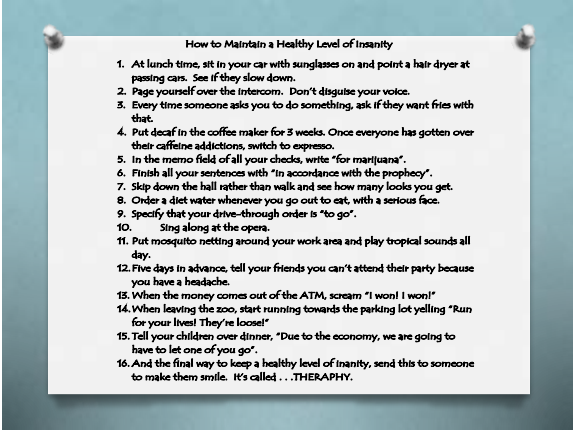 How to Maintain a Healthy Level of Insanity
1. At lunch time, sit in your car with sunglasses on and point a hair dryer at
passing cars. See if they slow down.
2. Page yourself over the intercom. Don't disguise your voice.
3. Every time someone asks you to do something, ask if they want fries with
that.
4. Put decaf in the coffee maker for 3 weeks. Once everyone has gotten over
their caffeine addictions, switch to expresso.
5. In the memo field of all your checks, write "for marijuana".
6. Finish all your sentences with "in accordance with the prophecy".
7. Skip down the hall rather than walk and see how many looks you get.
8. Order a diet water whenever you go out to eat, with a serious face.
9. Specify that your drive-through order is "to go".
10. Sing along at the opera.
11. Put mosquito netting around your work area and play tropical sounds all
day.
12. Five days in advance, tell your friends you can't attend their party because
you have a headache.
13. When the money comes out of the ATM, scream "I won! I won!"
14. When leaving the zoo, start running towards the parking lot yelling "Run
for your lives! They're loose!"
15. Tell your children over dinner, "Due to the economy, we are going to
have to let one of you go".
16. And the final way to keep a healthy level of inanity, send this to someone
to make them smile. It's called . . .THERAPHY.